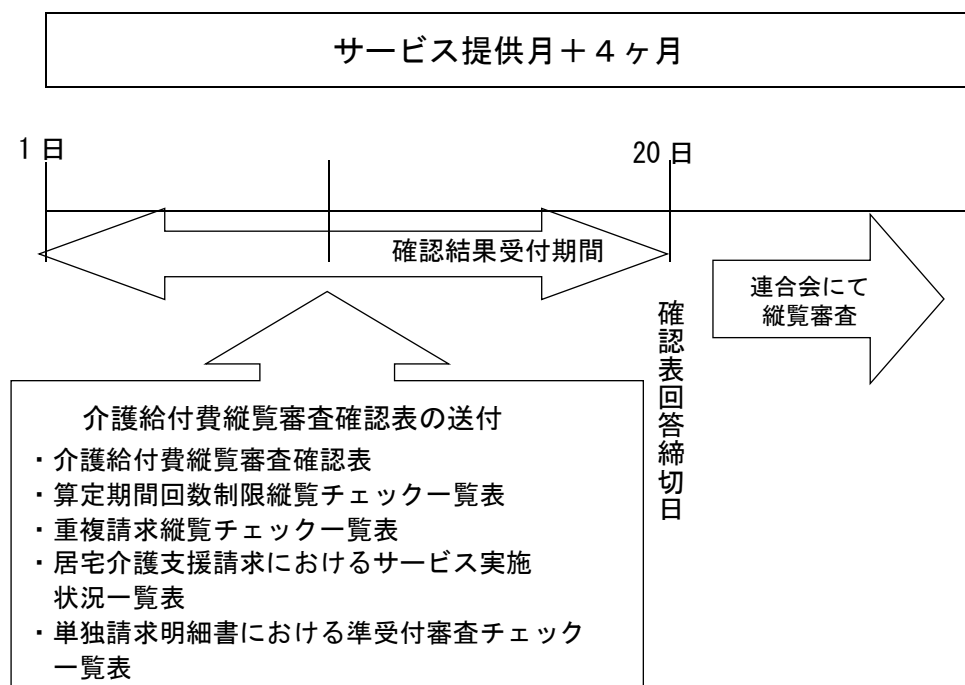 サービス提供月＋４ヶ月
1 日
20 日
確認結果受付期間
連合会にて
縦覧審査
確認表回答締切日
介護給付費縦覧審査確認表の送付
・介護給付費縦覧審査確認表
・算定期間回数制限縦覧チェック一覧表
・重複請求縦覧チェック一覧表
・居宅介護支援請求におけるサービス実施
状況一覧表
・単独請求明細書における準受付審査チェック
一覧表